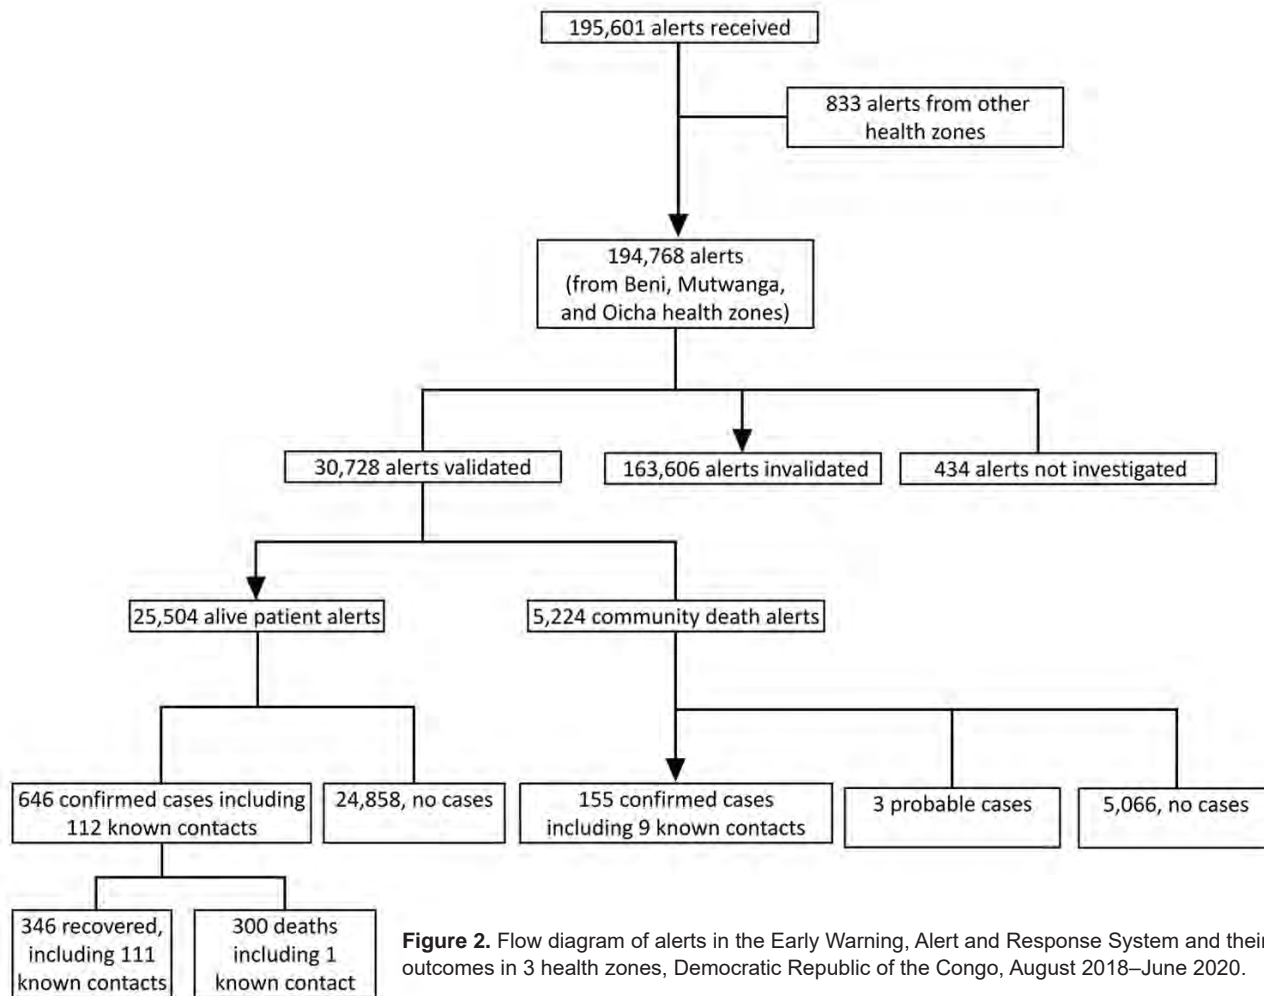 195,601 alerts received
833 alerts from other
health zones
194,768 alerts
(from Beni, Mutwanga,
and Oicha health zones)
30,728 alerts validated
163,606 alerts invalidated
434 alerts not investigated
25,504 alive patient alerts
5,224 community death alerts
646 confirmed cases including
112 known contacts
24,858, no cases
155 confirmed cases
including 9 known contacts
3 probable cases
5,066, no cases
346 recovered,
including 111
known contacts
300 deaths
including 1
known contact
Figure 2. Flow diagram of alerts in the Early Warning, Alert and Response System and their
outcomes in 3 health zones, Democratic Republic of the Congo, August 2018–June 2020.